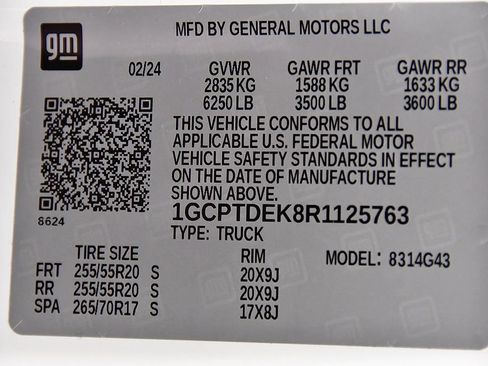 gm
MFD BY GENERAL MOTORS LLC
02/24 GVWR GAWR FRT GAWR RR
2835 KG 1588 KG 1633 KG
6250 LB 3500 LB 3600 LB
THIS VEHICLE CONFORMS TO ALL
APPLICABLE U.S. FEDERAL MOTOR
VEHICLE SAFETY STANDARDS IN EFFECT
ON THE DATE OF MANUFACTURE
SHOWN ABOVE.
8624
1GCPTDEK8R1125763
TYPE: TRUCK
TIRE SIZE RIM MODEL: 8314G43
FRT 255/55R20 S 20X9J
RR 255/55R20 S 20X9J
SPA 265/70R17 S 17X8J